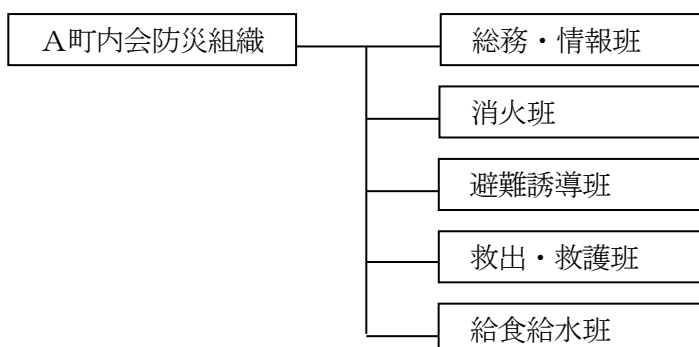 A町内会防災組織
総務・情報班
消火班
避難誘導班
救出・救護班
給食給水班